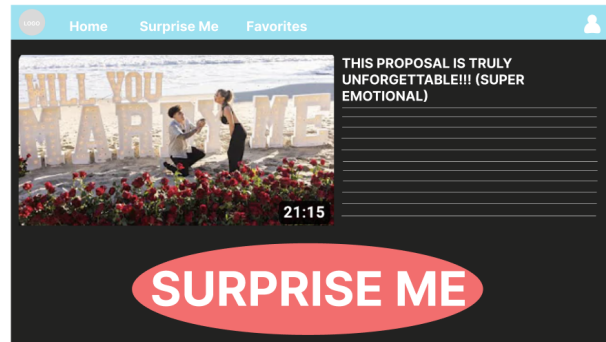 LOGO
Home Surprise Me Favorites
THIS PROPOSAL IS TRULY
UNFORGETTABLE!!! (SUPER
EMOTIONAL)
WILL YOU
MARRY ME
21:15
SURPRISE ME